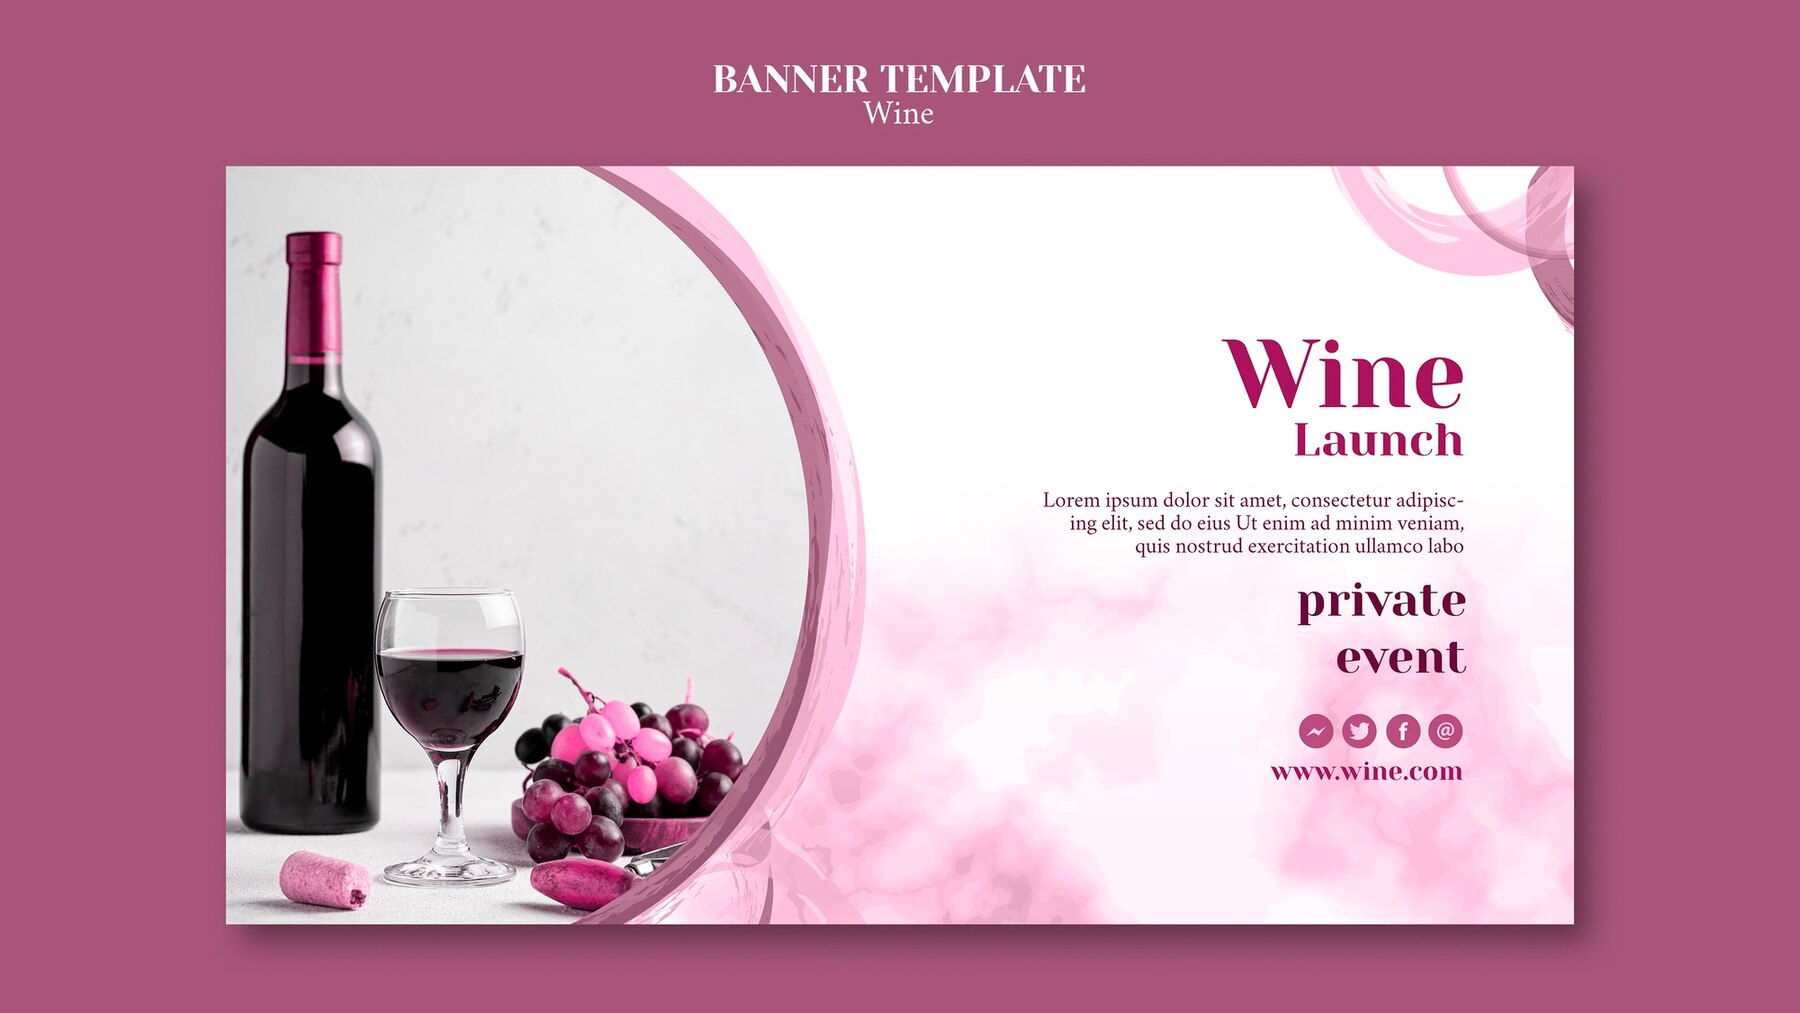 BANNER TEMPLATE
Wine
Wine
Launch
Lorem ipsum dolor sit amet, consectetur adipisc-
ing elit, sed do eius Ut enim ad minim veniam,
quis nostrud exercitation ullamco labo
private
event
f @
www.wine.com